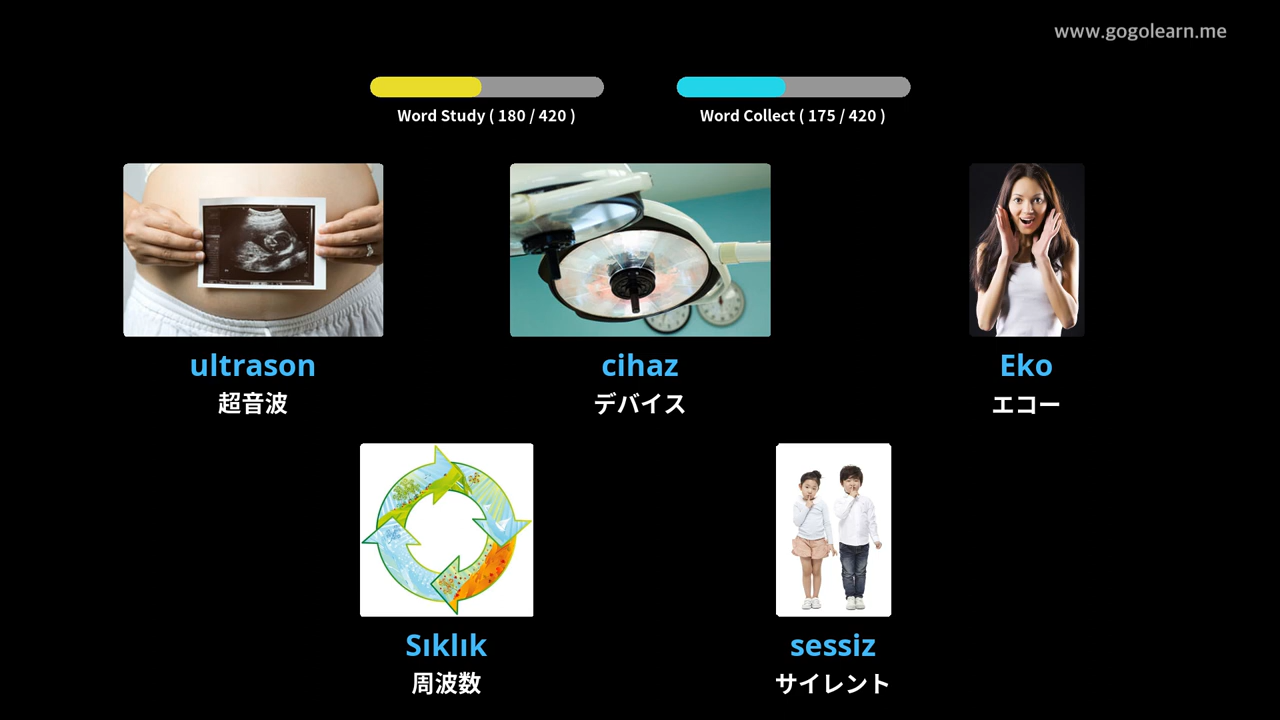 www.gogolearn.me
Word Study ( 180 / 420 )
Word Collect ( 175 / 420 )
ultrason
超音波
cihaz
デバイス
Eko
エコー
Sıklık
周波数
sessiz
サイレント